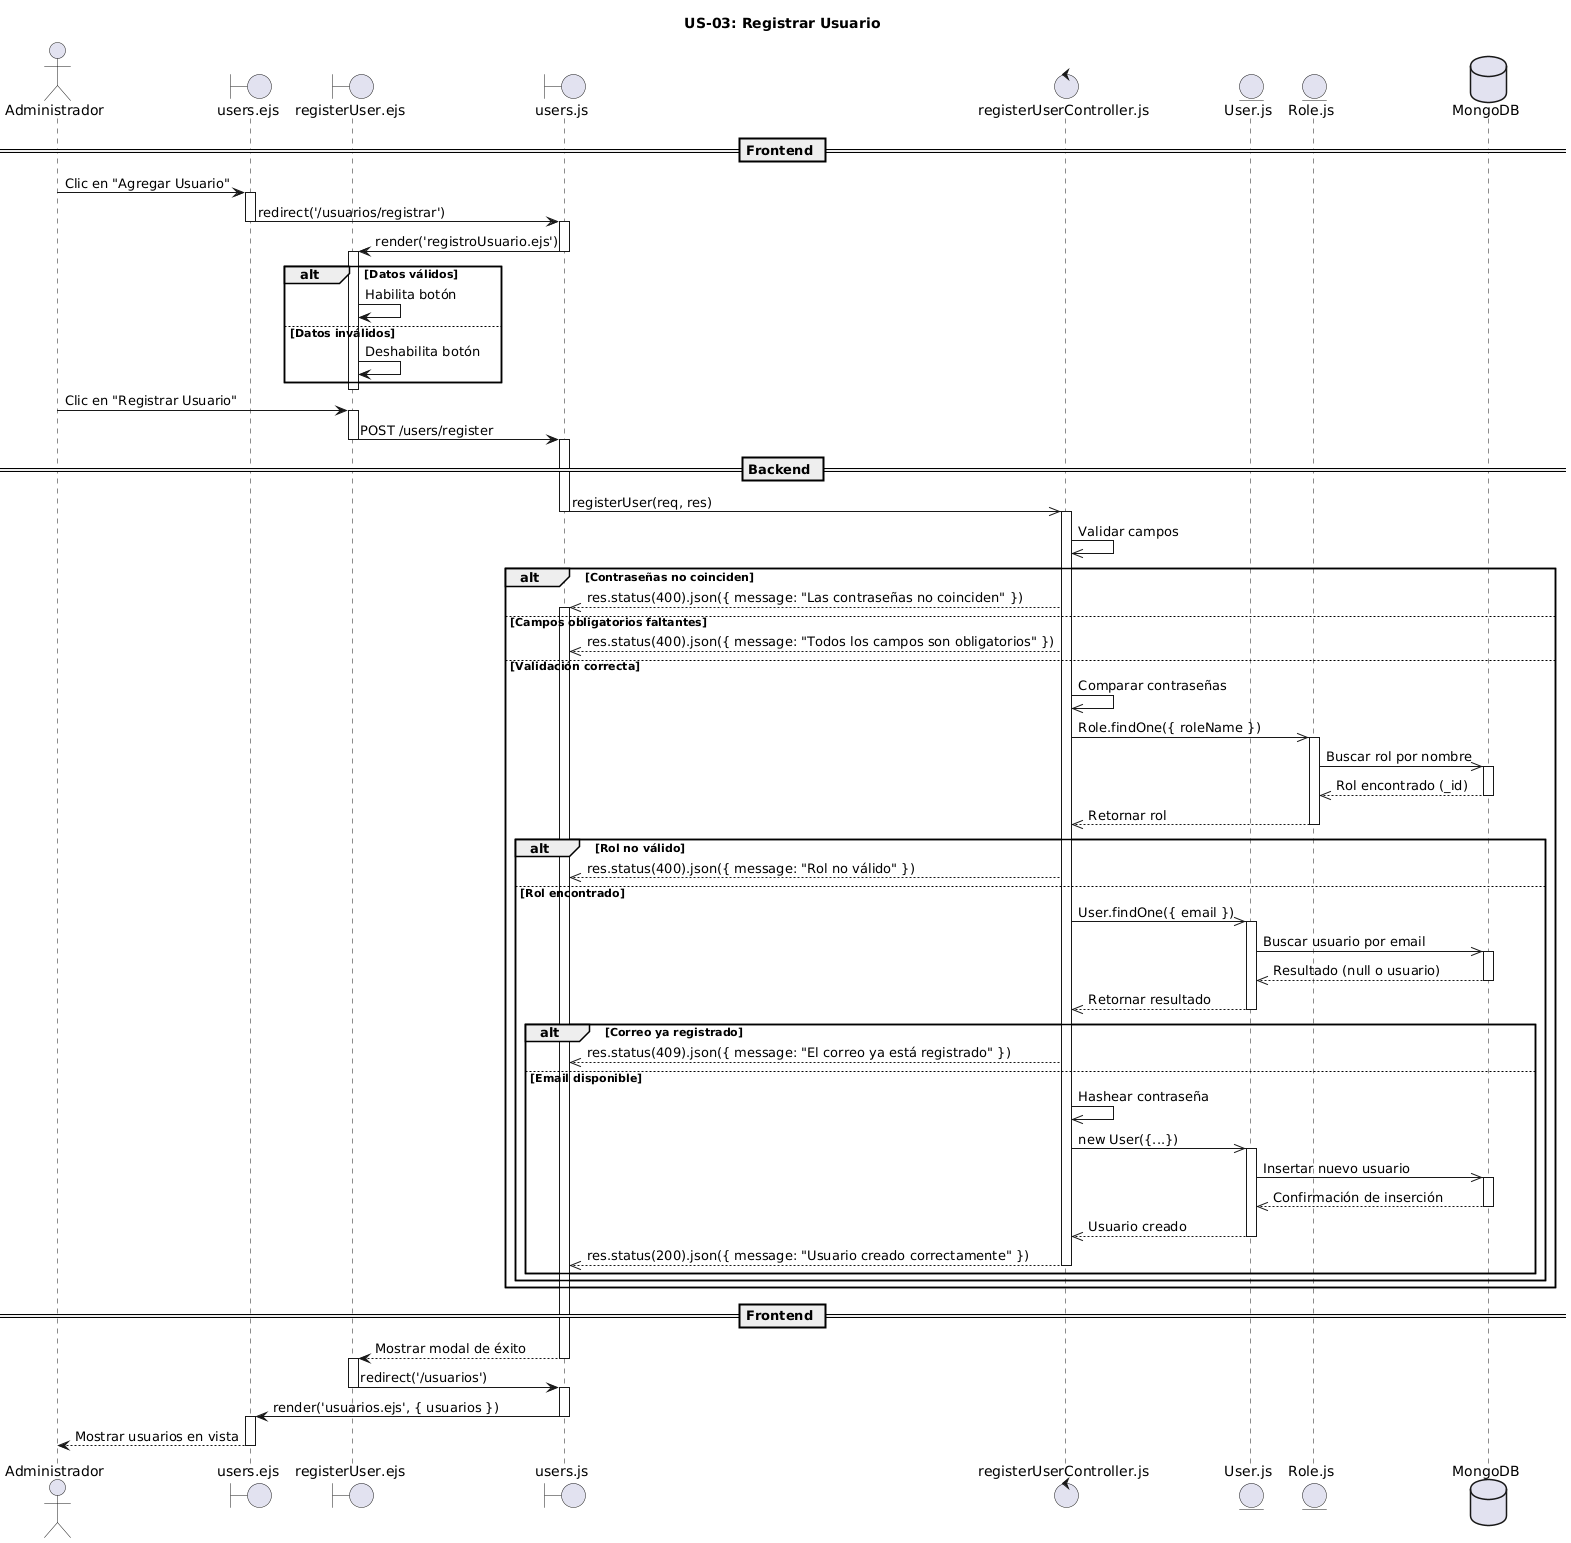 US-03: Registrar Usuario
Administrador
users.ejs
registerUser.ejs
users.js
registerUserController.js
User.js
Role.js
MongoDB
Frontend
Clic en "Agregar Usuario"
redirect('/usuarios/registrar')
render('registroUsuario.ejs')
alt [Datos válidos]
Habilita botón
[Datos inválidos]
Deshabilita botón
Clic en "Registrar Usuario"
POST /users/register
Backend
registerUser(req, res)
Validar campos
alt [Contraseñas no coinciden]
res.status(400).json({ message: "Las contraseñas no coinciden" })
[Campos obligatorios faltantes]
res.status(400).json({ message: "Todos los campos son obligatorios" })
[Validación correcta]
Comparar contraseñas
Role.findOne({ roleName })
Buscar rol por nombre
Rol encontrado (_id)
Retornar rol
alt [Rol no válido]
res.status(400).json({ message: "Rol no válido" })
[Rol encontrado]
User.findOne({ email })
Buscar usuario por email
Resultado (null o usuario)
Retornar resultado
alt [Correo ya registrado]
res.status(409).json({ message: "El correo ya está registrado" })
[Email disponible]
Hashear contraseña
new User({...})
Insertar nuevo usuario
Confirmación de inserción
Usuario creado
res.status(200).json({ message: "Usuario creado correctamente" })
Frontend
Mostrar modal de éxito
redirect('/usuarios')
render('usuarios.ejs', { usuarios })
Mostrar usuarios en vista
Administrador
users.ejs
registerUser.ejs
users.js
registerUserController.js
User.js
Role.js
MongoDB